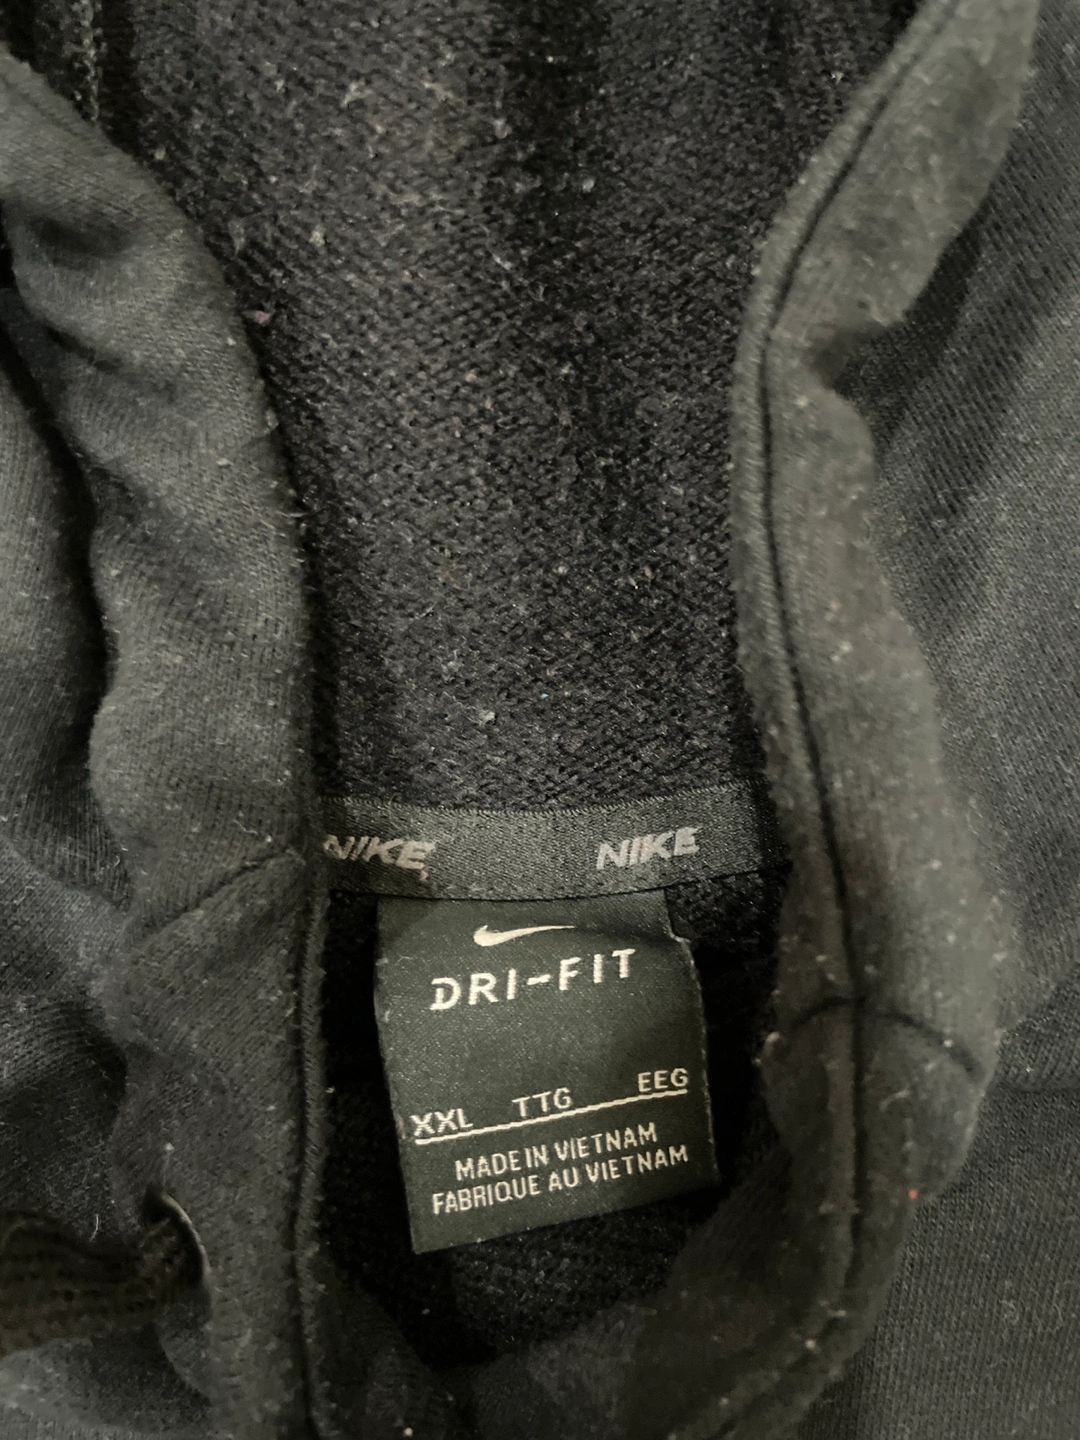 NIKE NIKE
DRI-FIT
XXL TTG EEG
MADE IN VIETNAM
FABRIQUE AU VIETNAM